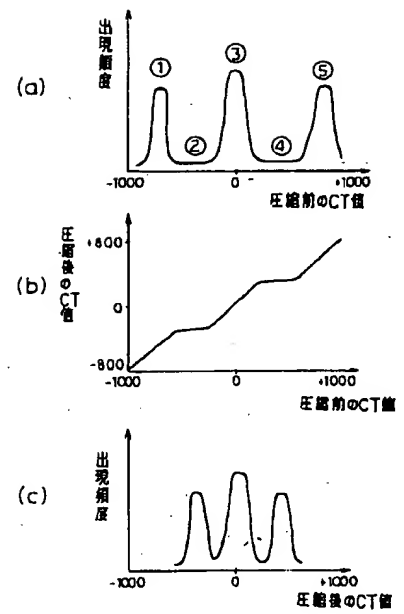 (a)
出現頻度
① ② ③ ④ ⑤
-1000 0 +1000
圧縮前のCT値
(b)
圧縮後のCT値
+800
0
-800
-1000 0 +1000
圧縮前のCT値
(c)
出現頻度
-1000 0 +1000
圧縮後のCT値